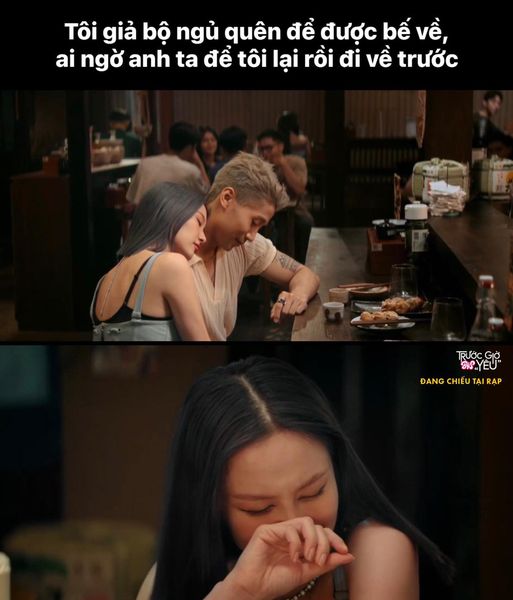 Tôi giả bộ ngủ quên để được bế về,
ai ngờ anh ta để tôi lại rồi đi về trước
TRƯỚC GIỜ
"YÊU"
ĐANG CHIẾU TẠI RẠP